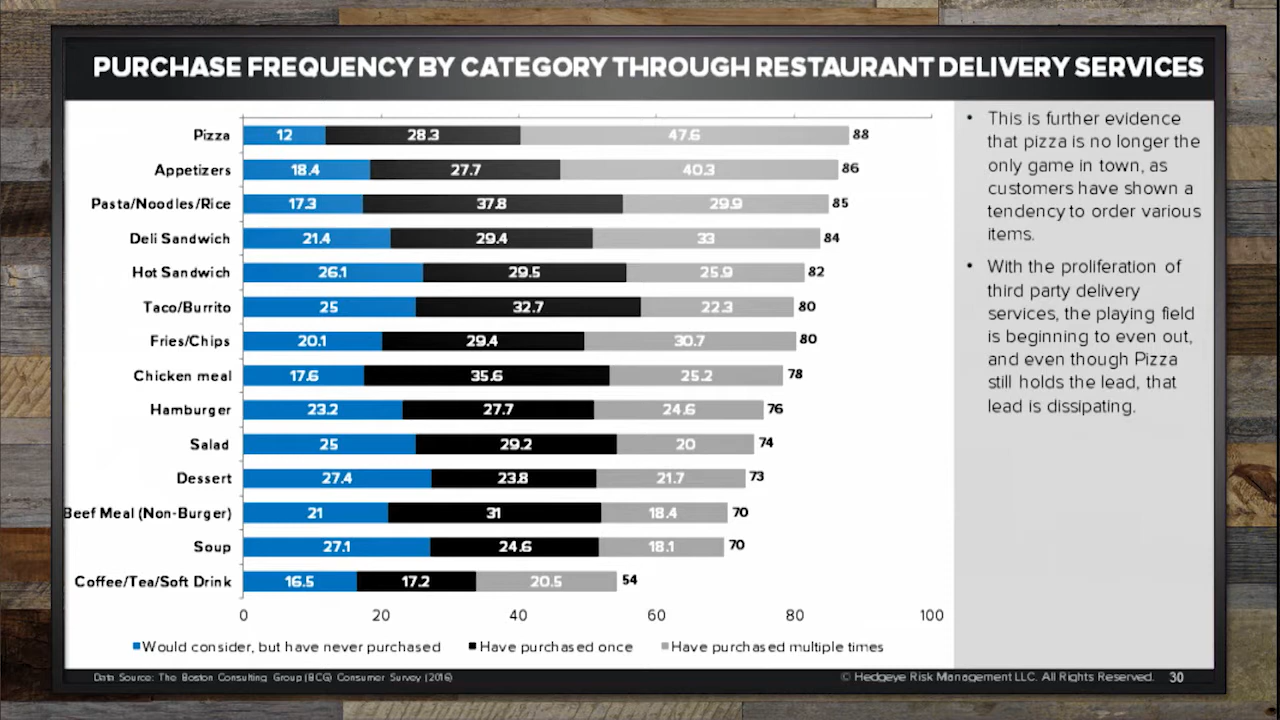 PURCHASE FREQUENCY BY CATEGORY THROUGH RESTAURANT DELIVERY SERVICES
Pizza 12 28.3 47.6 88
Appetizers 18.4 27.7 40.3 86
Pasta/Noodles/Rice 17.3 37.8 29.9 85
Deli Sandwich 21.4 29.4 33 84
Hot Sandwich 26.1 29.5 25.9 82
Taco/Burrito 25 32.7 22.3 80
Fries/Chips 20.1 29.4 30.7 80
Chicken meal 17.6 35.6 25.2 78
Hamburger 23.2 27.7 24.6 76
Salad 25 29.2 20 74
Dessert 27.4 23.8 21.7 73
Beef Meal (Non-Burger) 21 31 18.4 70
Soup 27.1 24.6 18.1 70
Coffee/Tea/Soft Drink 16.5 17.2 20.5 54
0 20 40 60 80 100
Would consider, but have never purchased Have purchased once Have purchased multiple times
• This is further evidence
that pizza is no longer the
only game in town, as
customers have shown a
tendency to order various
items.
• With the proliferation of
third party delivery
services, the playing field
is beginning to even out,
and even though Pizza
still holds the lead, that
lead is dissipating.
Data Source: The Boston Consulting Group (BCG) Consumer Survey (2016)
© Hedgeye Risk Management LLC. All Rights Reserved. 30